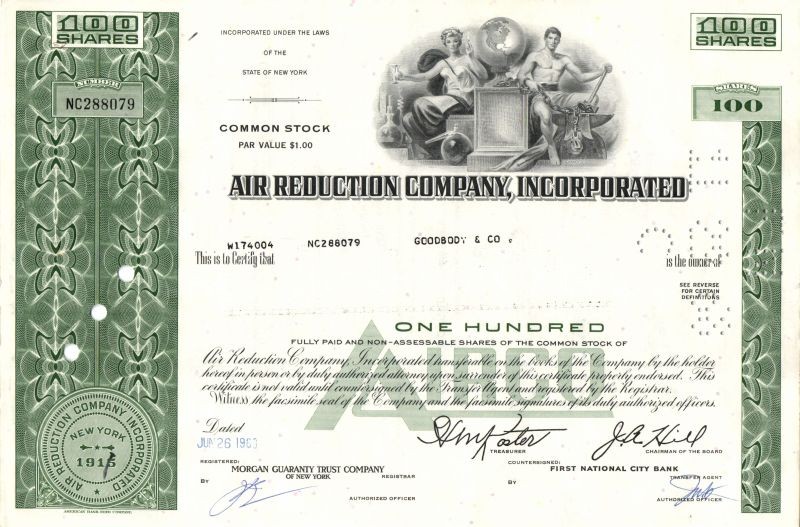 100
SHARES
NUMBER
NC288079
INCORPORATED UNDER THE LAWS
OF THE
STATE OF NEW YORK
COMMON STOCK
PAR VALUE $1.00
100
SHARES
SHARES
100
AIR REDUCTION COMPANY, INCORPORATED
W174004 NC288079 GOODBODY & CO.
This is to Certify that
is the owner of
SEE REVERSE
FOR CERTAIN
DEFINITIONS
ONE HUNDRED
FULLY PAID AND NON-ASSESSABLE SHARES OF THE COMMON STOCK OF
AIRCO
Air Reduction Company, Incorporated transferable on the books of the Company by the holder
hereof in person or by duly authorized attorney upon surrender of this certificate properly endorsed. This
certificate is not valid until countersigned by the Transfer Agent and registered by the Registrar.
Witness the facsimile seal of the Company and the facsimile signatures of its duly authorized officers.
Dated
JUN 26 1963
TREASURER
J.A. Hill
CHAIRMAN OF THE BOARD
REGISTERED:
MORGAN GUARANTY TRUST COMPANY
OF NEW YORK
REGISTRAR
BY
AUTHORIZED OFFICER
COUNTERSIGNED:
FIRST NATIONAL CITY BANK
TRANSFER AGENT
BY
AUTHORIZED OFFICER
AIR REDUCTION COMPANY INCORPORATED
NEW YORK
1915
AMERICAN BANK NOTE COMPANY